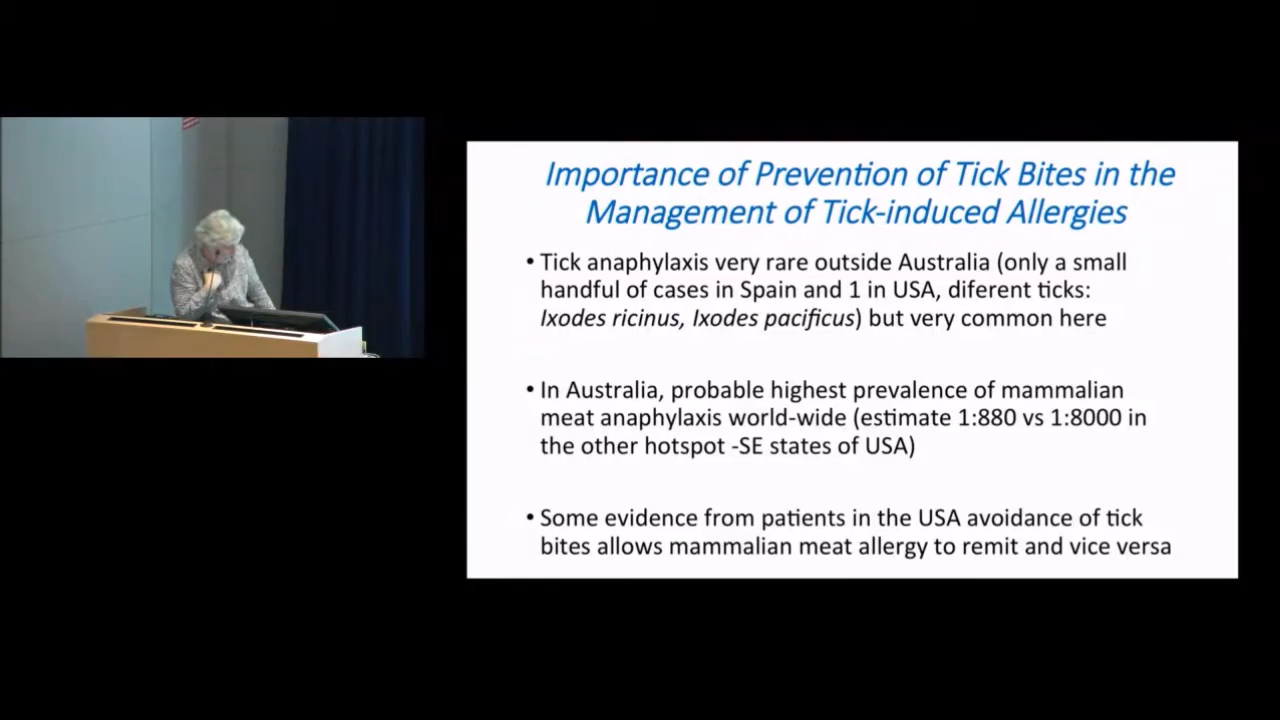 Importance of Prevention of Tick Bites in the
Management of Tick-induced Allergies
• Tick anaphylaxis very rare outside Australia (only a small
handful of cases in Spain and 1 in USA, diferent ticks:
Ixodes ricinus, Ixodes pacificus) but very common here
• In Australia, probable highest prevalence of mammalian
meat anaphylaxis world-wide (estimate 1:880 vs 1:8000 in
the other hotspot -SE states of USA)
• Some evidence from patients in the USA avoidance of tick
bites allows mammalian meat allergy to remit and vice versa